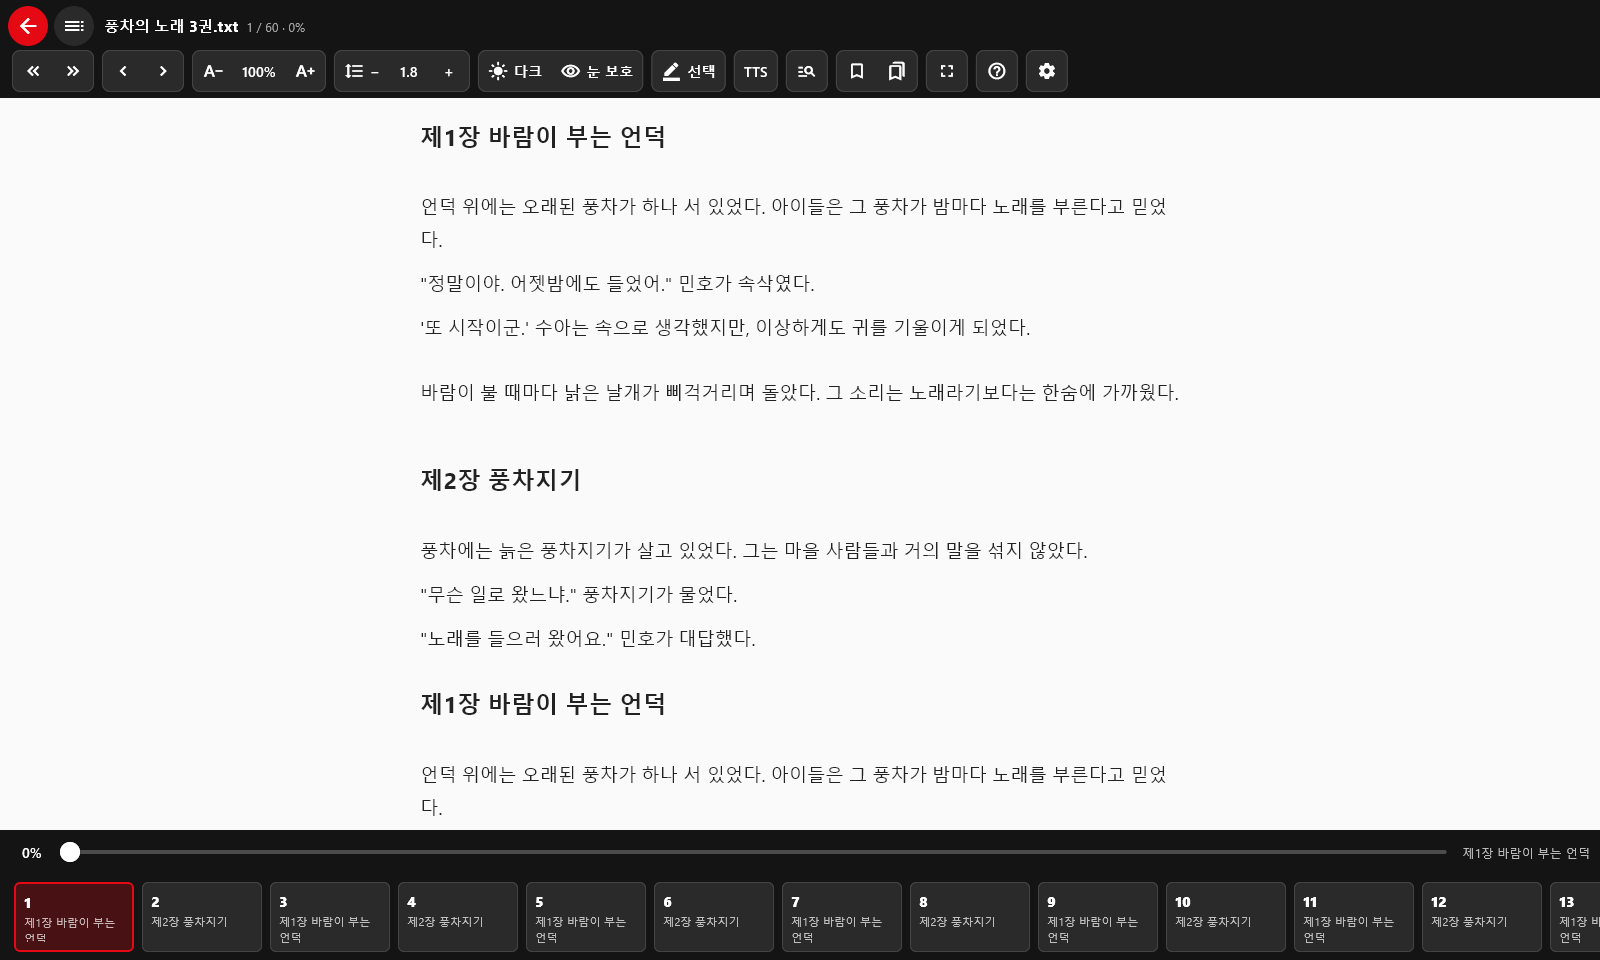 풍차의 노래 3권.txt 1 / 60 · 0%
A− 100% A+ − 1.8 + 다크 눈 보호 선택 TTS
제1장 바람이 부는 언덕
언덕 위에는 오래된 풍차가 하나 서 있었다. 아이들은 그 풍차가 밤마다 노래를 부른다고 믿었
다.
"정말이야. 어젯밤에도 들었어." 민호가 속삭였다.
'또 시작이군.' 수아는 속으로 생각했지만, 이상하게도 귀를 기울이게 되었다.
바람이 불 때마다 낡은 날개가 삐걱거리며 돌았다. 그 소리는 노래라기보다는 한숨에 가까웠다.
제2장 풍차지기
풍차에는 늙은 풍차지기가 살고 있었다. 그는 마을 사람들과 거의 말을 섞지 않았다.
"무슨 일로 왔느냐." 풍차지기가 물었다.
"노래를 들으러 왔어요." 민호가 대답했다.
제1장 바람이 부는 언덕
언덕 위에는 오래된 풍차가 하나 서 있었다. 아이들은 그 풍차가 밤마다 노래를 부른다고 믿었
다.
0% 제1장 바람이 부는 언덕
1
제1장 바람이 부는
언덕
2
제2장 풍차지기
3
제1장 바람이 부는
언덕
4
제2장 풍차지기
5
제1장 바람이 부는
언덕
6
제2장 풍차지기
7
제1장 바람이 부는
언덕
8
제2장 풍차지기
9
제1장 바람이 부는
언덕
10
제2장 풍차지기
11
제1장 바람이 부는
언덕
12
제2장 풍차지기
13
제1장
언덕